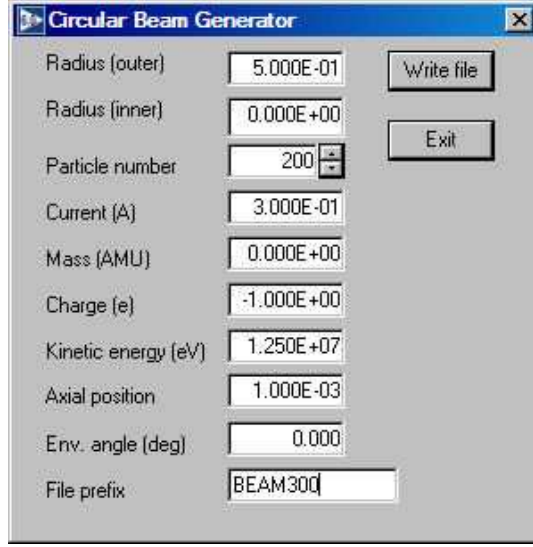 Circular Beam Generator
Radius (outer) 5.000E-01 Write file
Radius (inner) 0.000E+00
Exit
Particle number 200
Current (A) 3.000E-01
Mass (AMU) 0.000E+00
Charge (e) -1.000E+00
Kinetic energy (eV) 1.250E+07
Axial position 1.000E-03
Env. angle (deg) 0.000
File prefix BEAM300